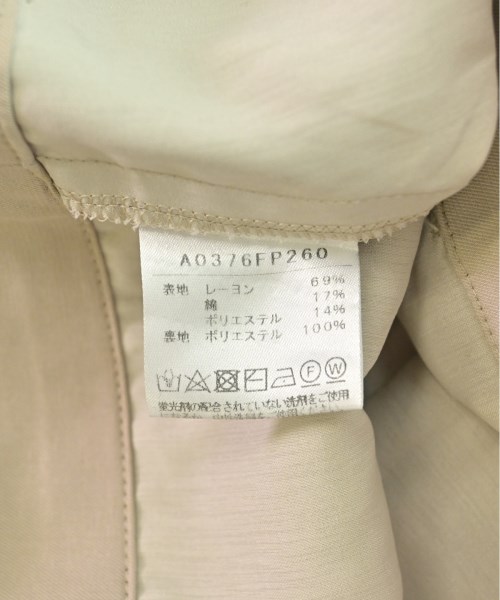 A0376FP260
表地 レーヨン 69%
綿 17%
ポリエステル 14%
裏地 ポリエステル 100%
F W
蛍光剤の配合されていない洗剤をご使用